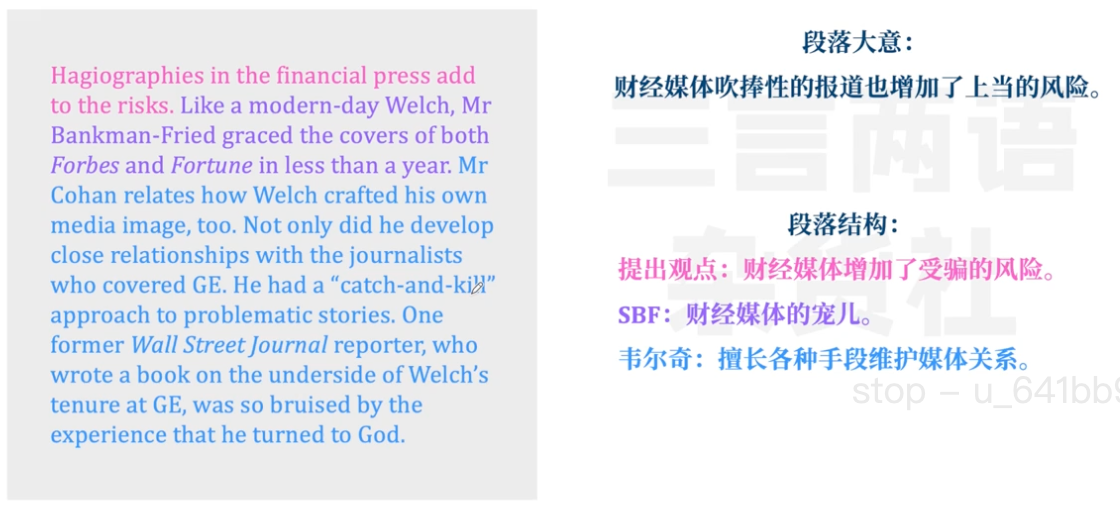 Hagiographies in the financial press add
to the risks. Like a modern-day Welch, Mr
Bankman-Fried graced the covers of both
Forbes and Fortune in less than a year. Mr
Cohan relates how Welch crafted his own
media image, too. Not only did he develop
close relationships with the journalists
who covered GE. He had a “catch-and-kill”
approach to problematic stories. One
former Wall Street Journal reporter, who
wrote a book on the underside of Welch’s
tenure at GE, was so bruised by the
experience that he turned to God.
段落大意：
财经媒体吹捧性的报道也增加了上当的风险。
三言两语
杂货社
段落结构：
提出观点：财经媒体增加了受骗的风险。
SBF：财经媒体的宠儿。
韦尔奇：擅长各种手段维护媒体关系。
stop – u_641bb9